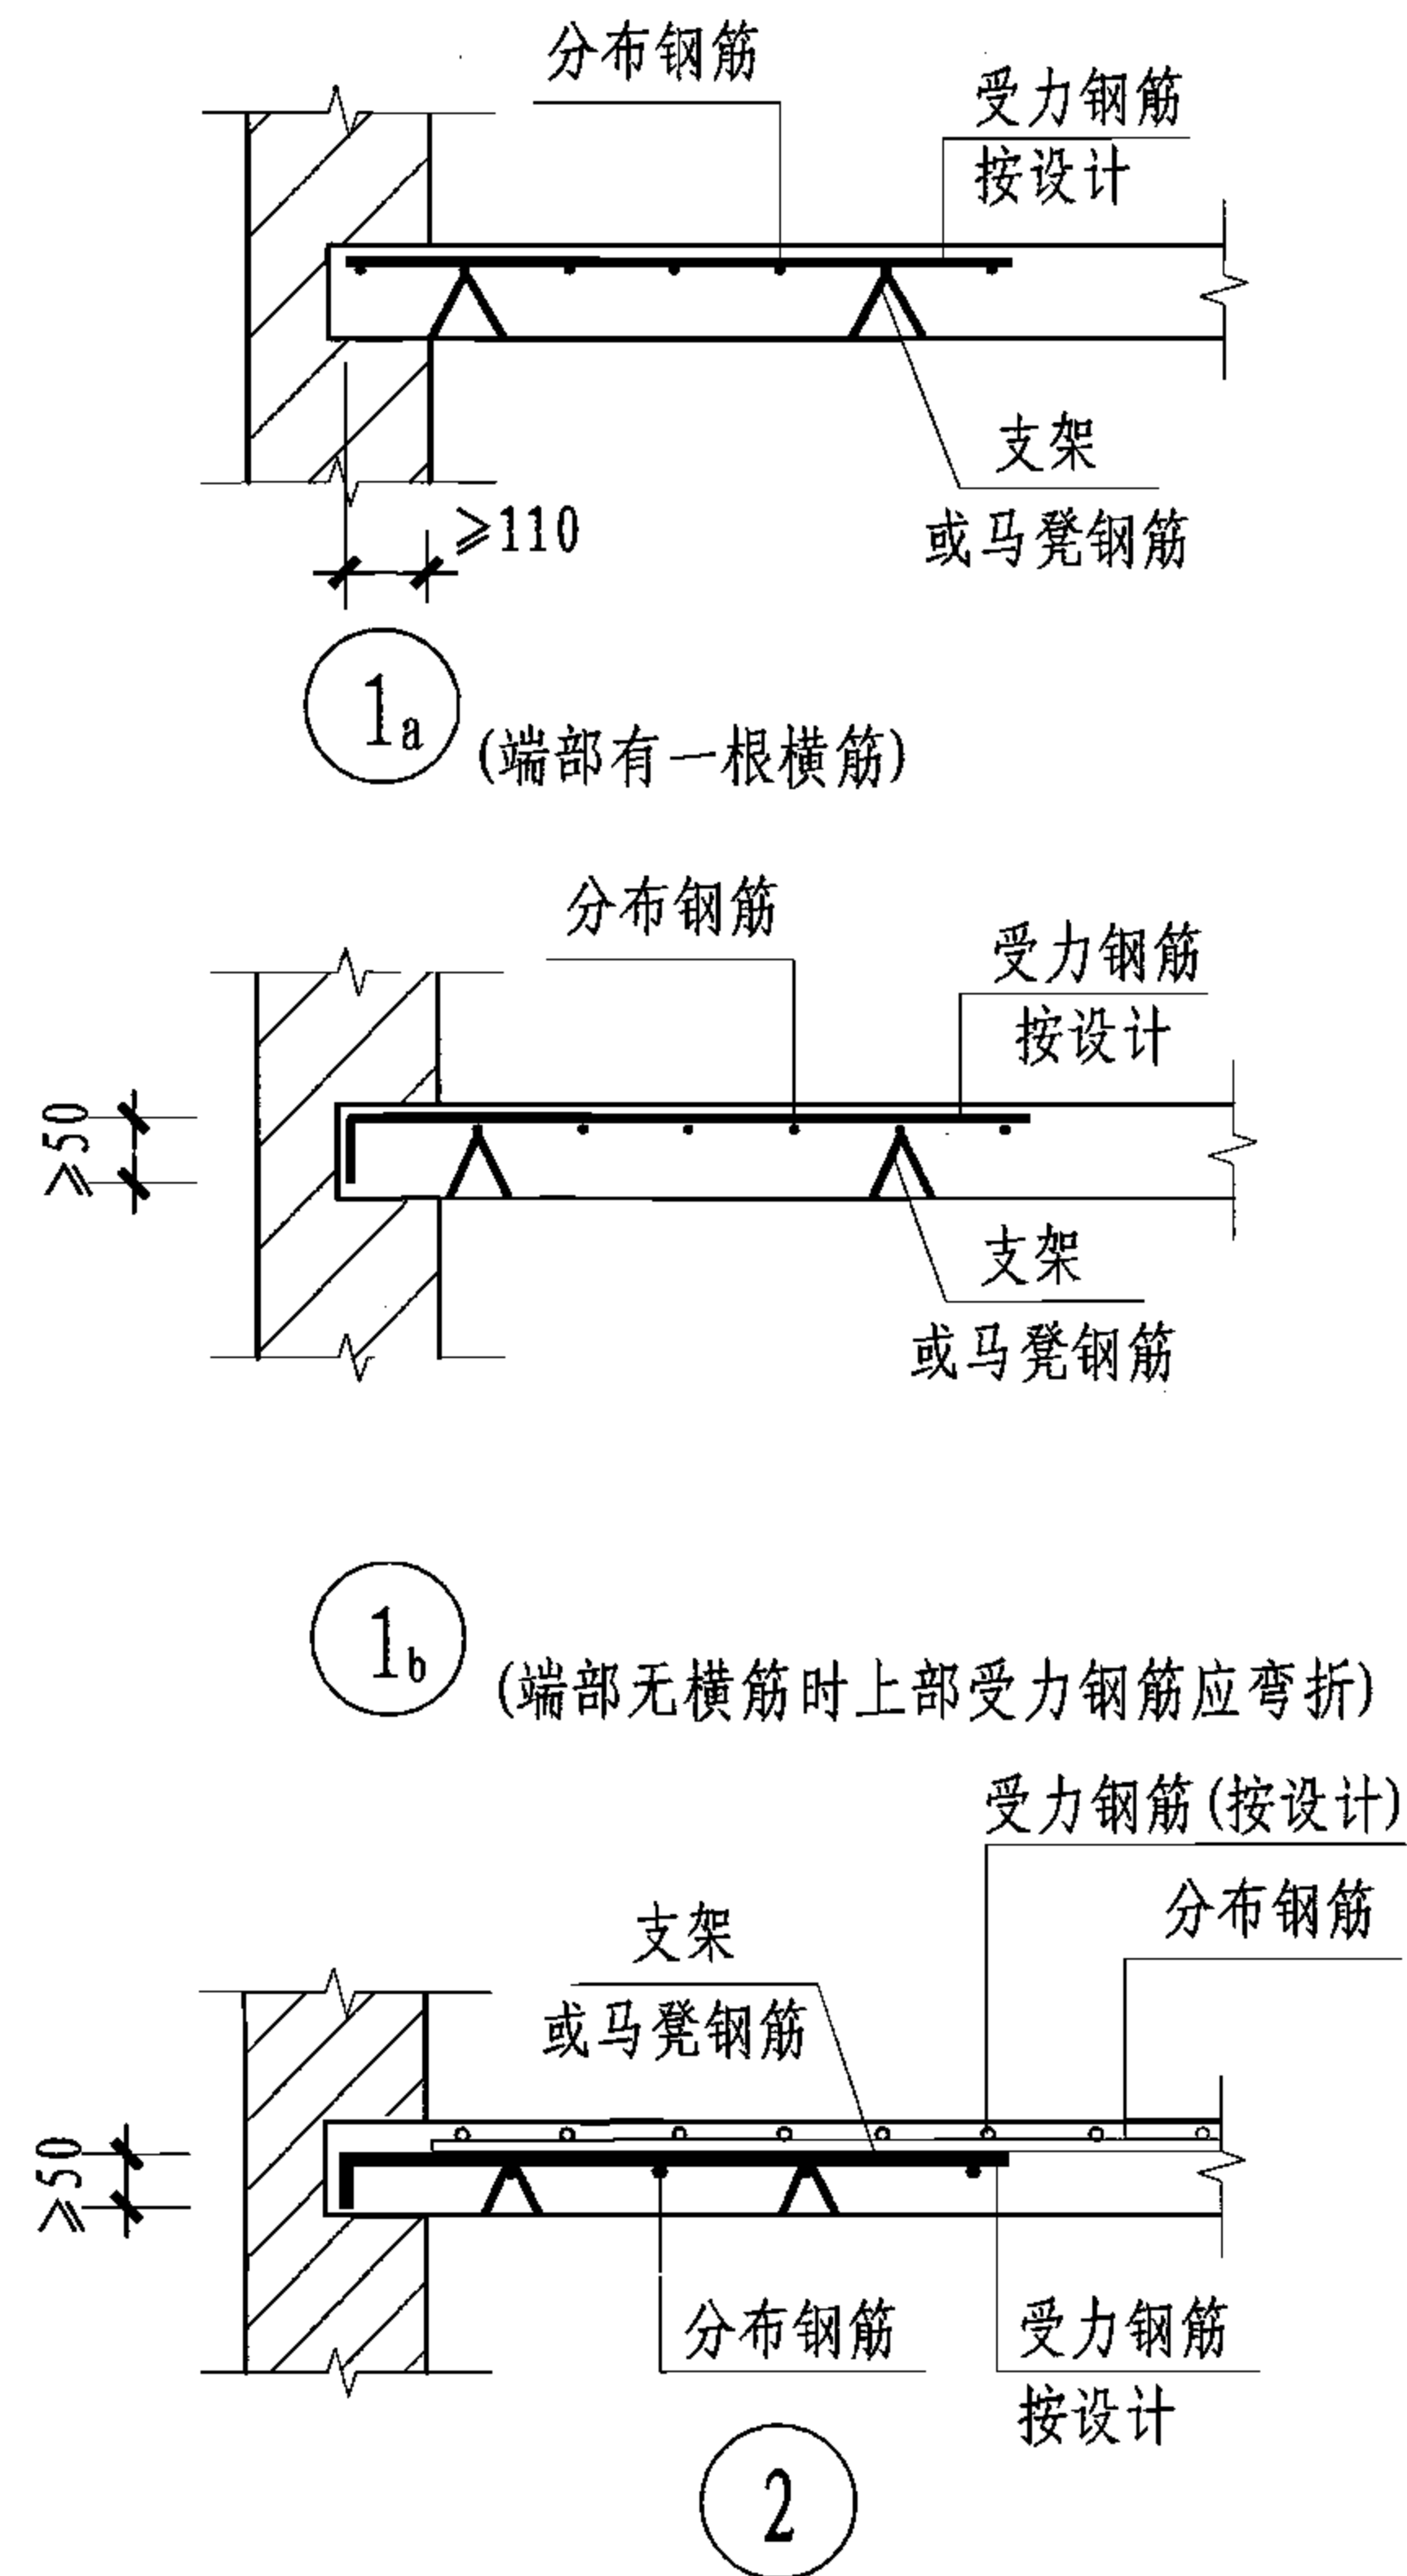 分布钢筋
受力钢筋
按设计
支架
或马凳钢筋
≥110
1a
(端部有一根横筋)
分布钢筋
受力钢筋
按设计
≥50
支架
或马凳钢筋
1b
(端部无横筋时上部受力钢筋应弯折)
受力钢筋(按设计)
分布钢筋
支架
或马凳钢筋
≥50
分布钢筋
受力钢筋
按设计
2